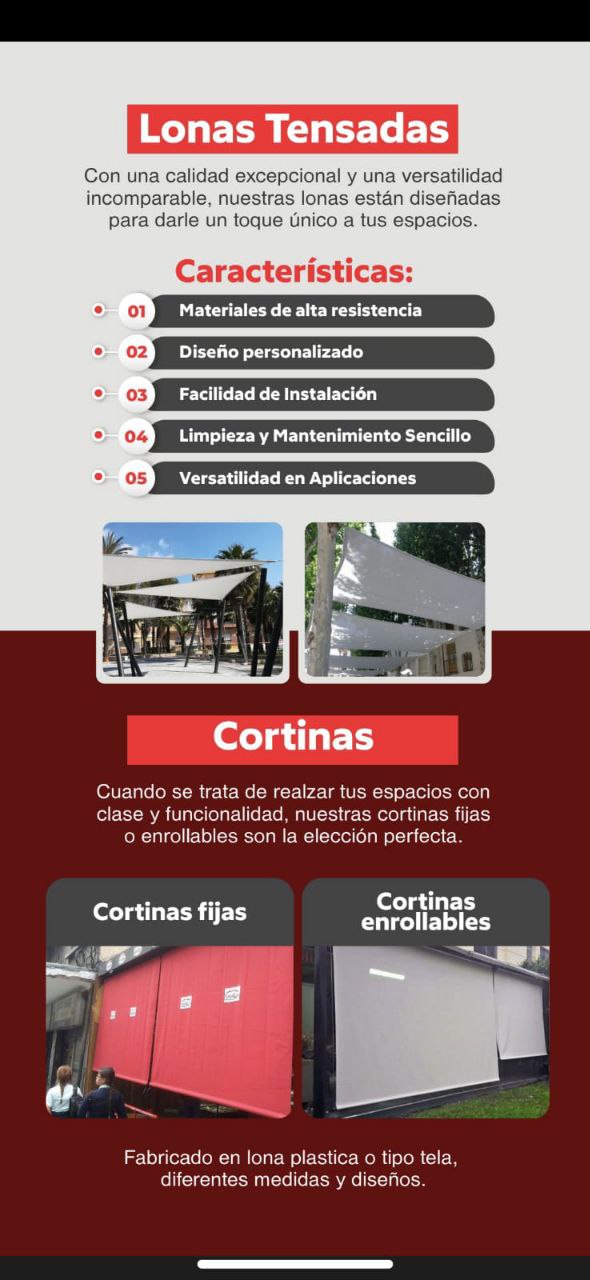 Lonas Tensadas
Con una calidad excepcional y una versatilidad
incomparable, nuestras lonas están diseñadas
para darle un toque único a tus espacios.
Características:
01 Materiales de alta resistencia
02 Diseño personalizado
03 Facilidad de Instalación
04 Limpieza y Mantenimiento Sencillo
05 Versatilidad en Aplicaciones
Cortinas
Cuando se trata de realzar tus espacios con
clase y funcionalidad, nuestras cortinas fijas
o enrollables son la elección perfecta.
Cortinas fijas
Cortinas
enrollables
Fabricado en lona plastica o tipo tela,
diferentes medidas y diseños.